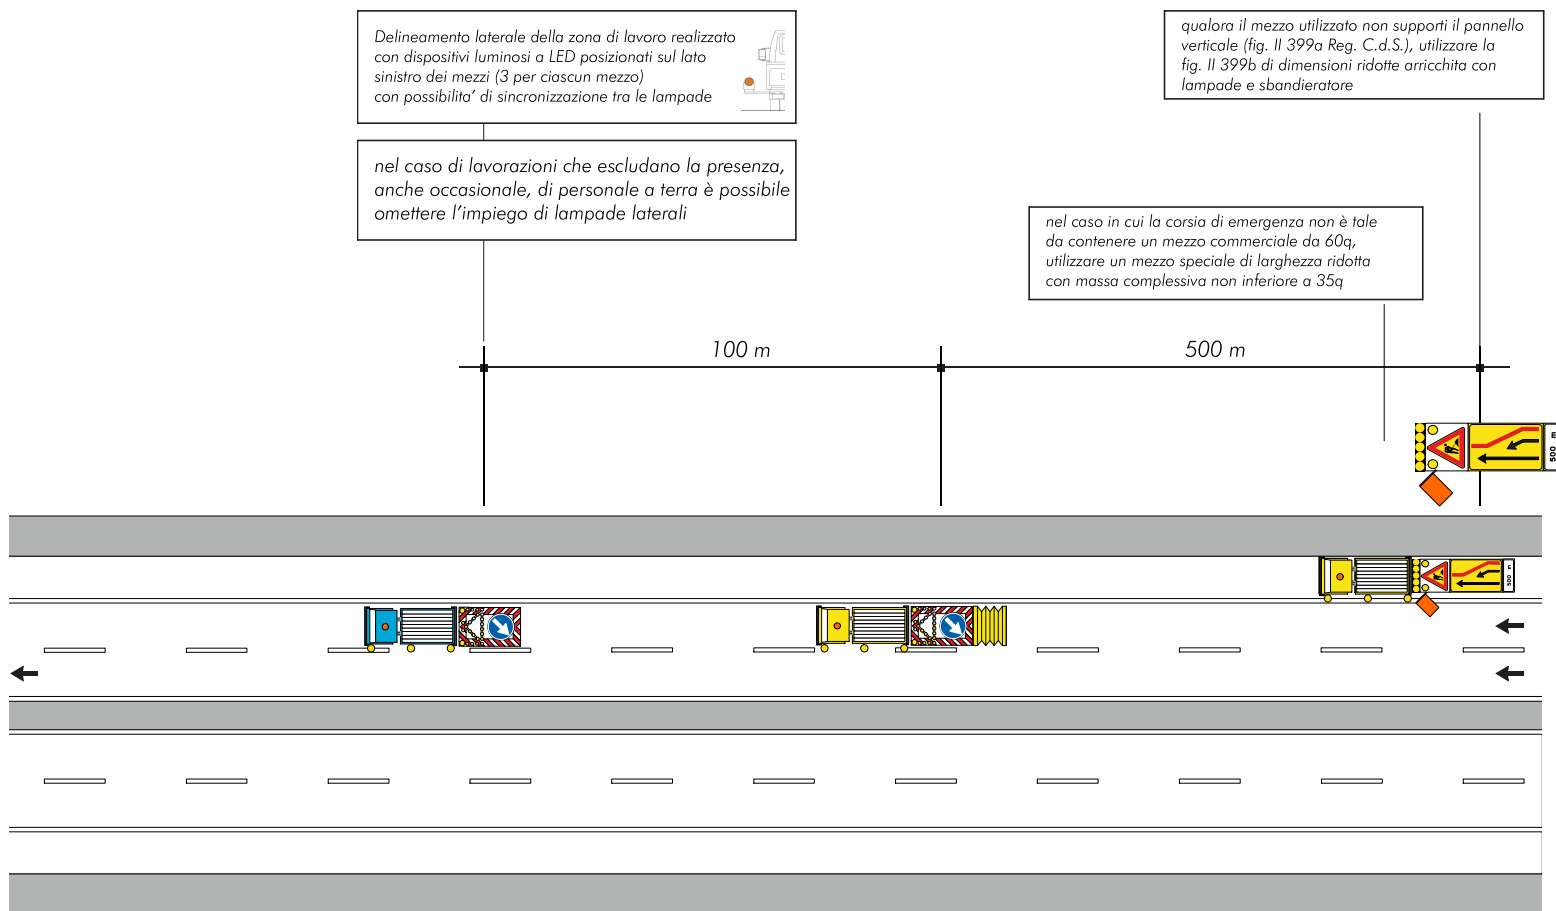 Delineamento laterale della zona di lavoro realizzato
con dispositivi luminosi a LED posizionati sul lato
sinistro dei mezzi (3 per ciascun mezzo)
con possibilita' di sincronizzazione tra le lampade
nel caso di lavorazioni che escludano la presenza,
anche occasionale, di personale a terra è possibile
omettere l'impiego di lampade laterali
qualora il mezzo utilizzato non supporti il pannello
verticale (fig. II 399a Reg. C.d.S.), utilizzare la
fig. II 399b di dimensioni ridotte arricchita con
lampade e sbandieratore
nel caso in cui la corsia di emergenza non è tale
da contenere un mezzo commerciale da 60q,
utilizzare un mezzo speciale di larghezza ridotta
con massa complessiva non inferiore a 35q
100 m
500 m
500 m
500 m